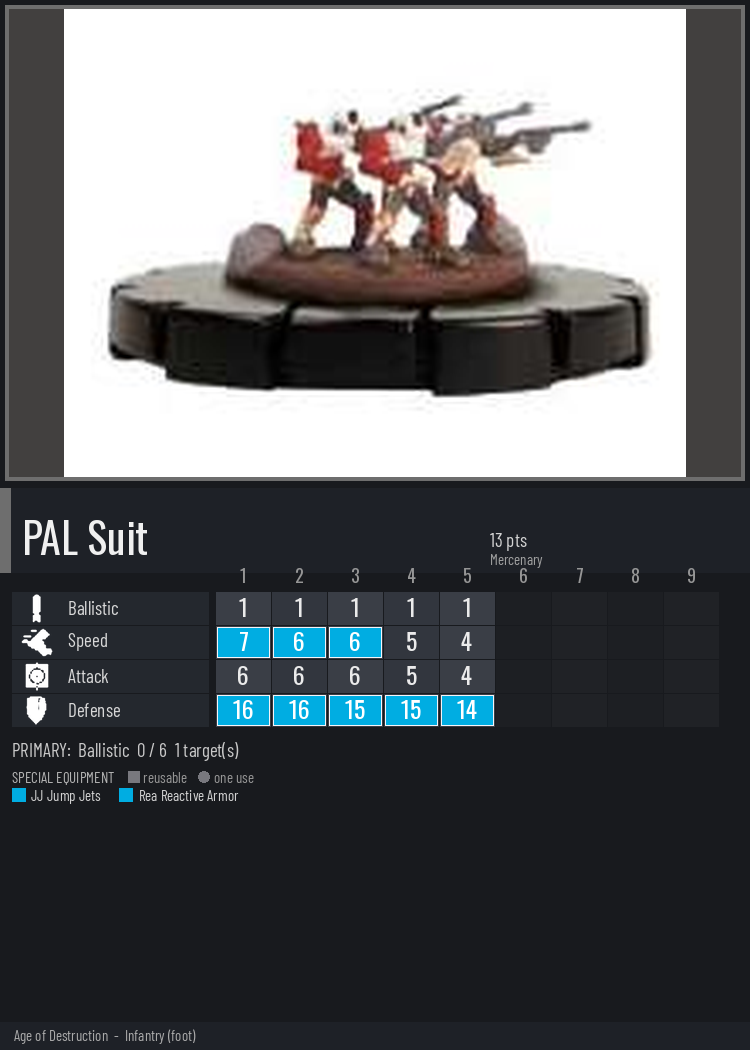 PAL Suit
13 pts
Mercenary
1 2 3 4 5 6 7 8 9
Ballistic 1 1 1 1 1
Speed 7 6 6 5 4
Attack 6 6 6 5 4
Defense 16 16 15 15 14
PRIMARY: Ballistic 0 / 6 1 target(s)
SPECIAL EQUIPMENT reusable one use
JJ Jump Jets Rea Reactive Armor
Age of Destruction - Infantry (foot)